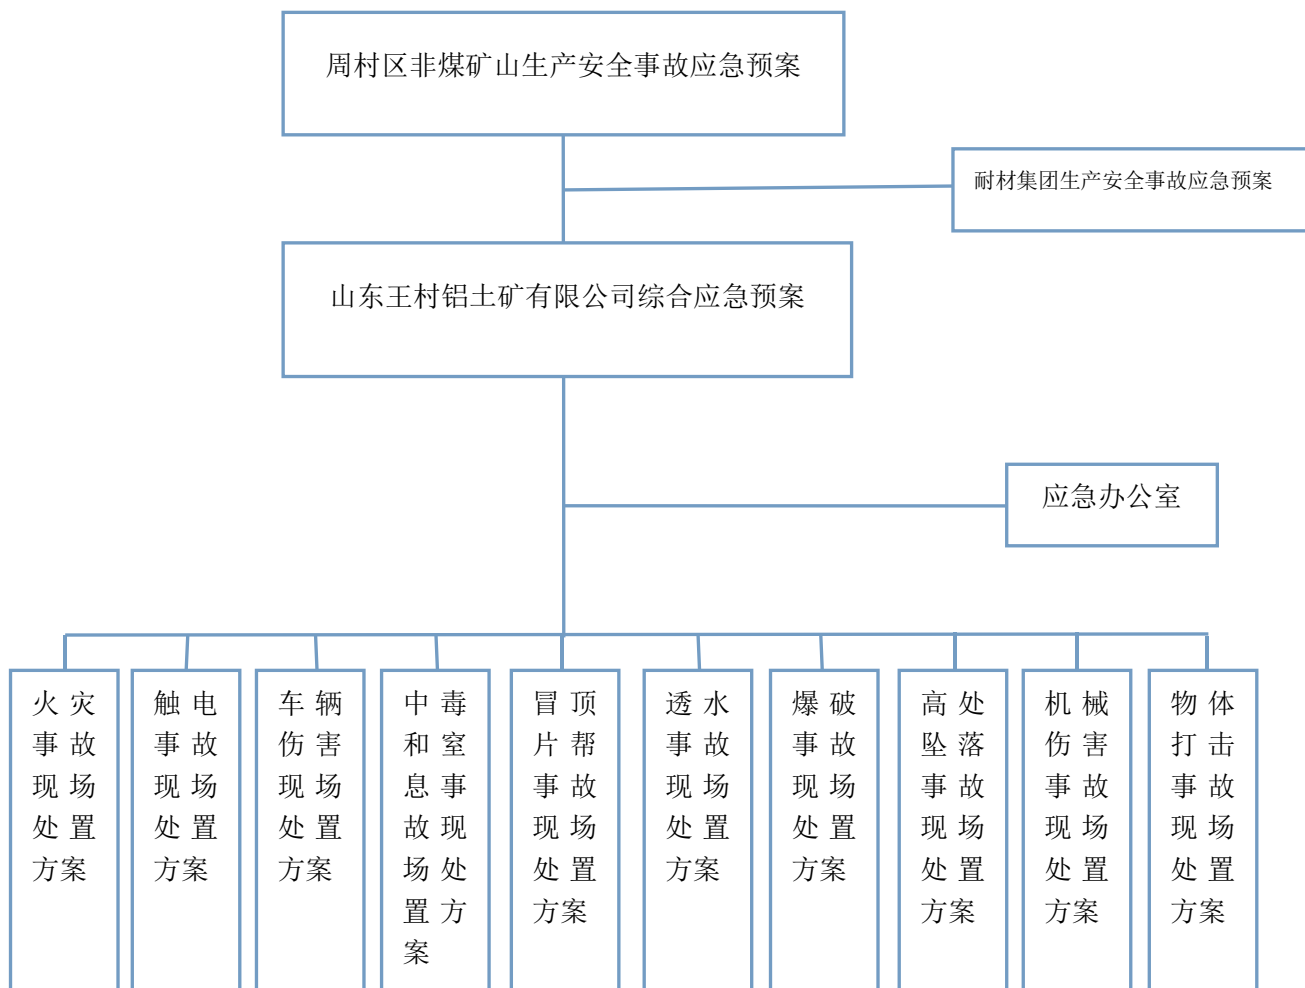 周村区非煤矿山生产安全事故应急预案
耐材集团生产安全事故应急预案
山东王村铝土矿有限公司综合应急预案
应急办公室
火灾
事故
现场
处置
方案
触电
事故
现场
处置
方案
车辆
伤害
现场
处置
方案
中毒
和窒
息事
故现
场处
置方
案
冒顶
片帮
事故
现场
处置
方案
透水
事故
现场
处置
方案
爆破
事故
现场
处置
方案
高处
坠落
事故
现场
处置
方案
机械
伤害
事故
现场
处置
方案
物体
打击
事故
现场
处置
方案